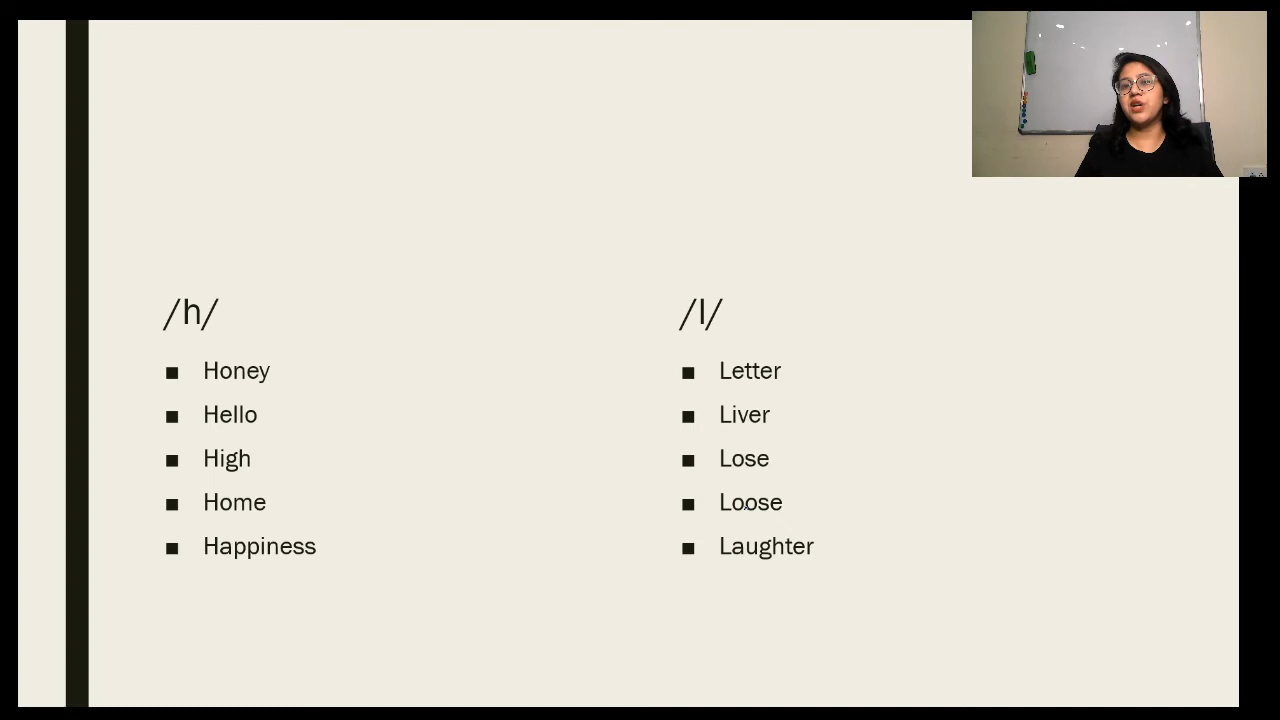 /h/
Honey
Hello
High
Home
Happiness
/l/
Letter
Liver
Lose
Loose
Laughter